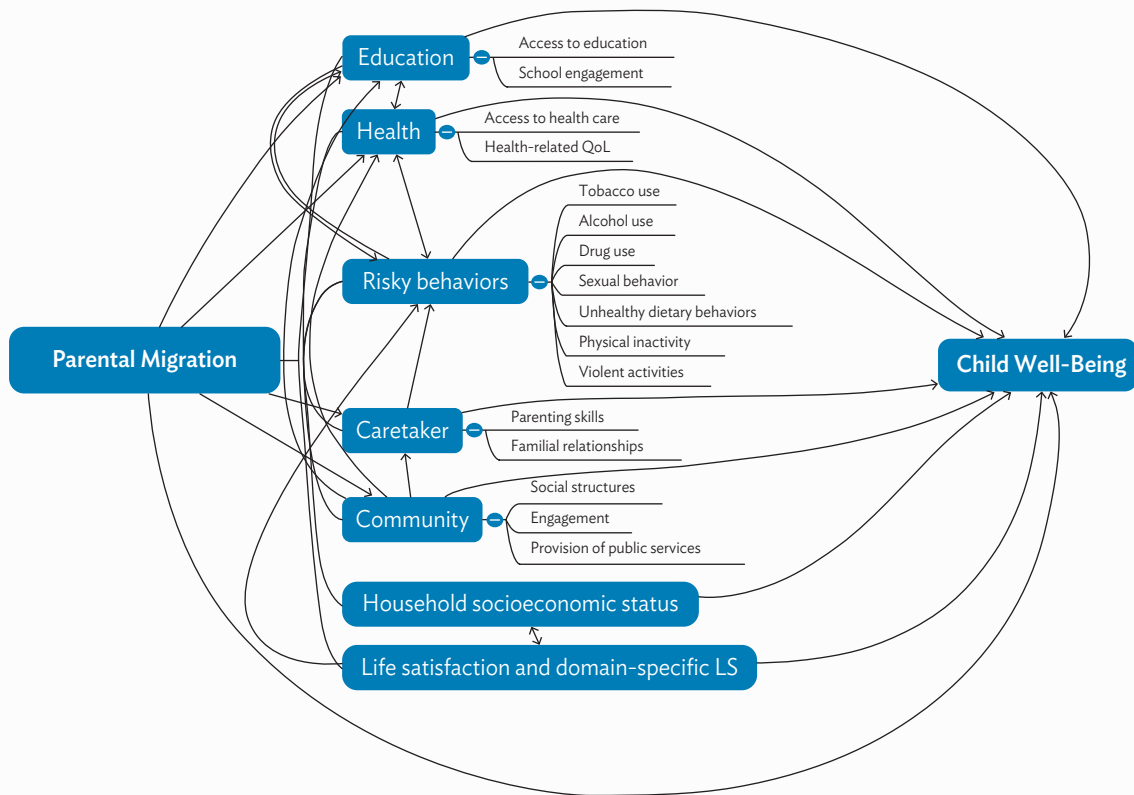 Education
Access to education
School engagement
Health
Access to health care
Health-related QoL
Risky behaviors
Tobacco use
Alcohol use
Drug use
Sexual behavior
Unhealthy dietary behaviors
Physical inactivity
Violent activities
Parental Migration
Child Well-Being
Caretaker
Parenting skills
Familial relationships
Community
Social structures
Engagement
Provision of public services
Household socioeconomic status
Life satisfaction and domain-specific LS